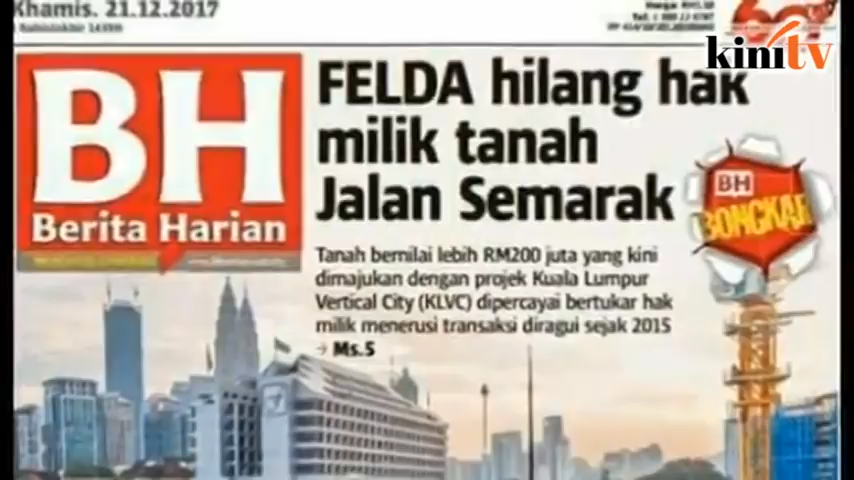 Khamis. 21.12.2017
kinitv
BH
Berita Harian
FELDA hilang hak
milik tanah
Jalan Semarak
BH
BONGKAR
Tanah bernilai lebih RM200 juta yang kini
dimajukan dengan projek Kuala Lumpur
Vertical City (KLVC) dipercayai bertukar hak
milik menerusi transaksi diragui sejak 2015
→ Ms.5